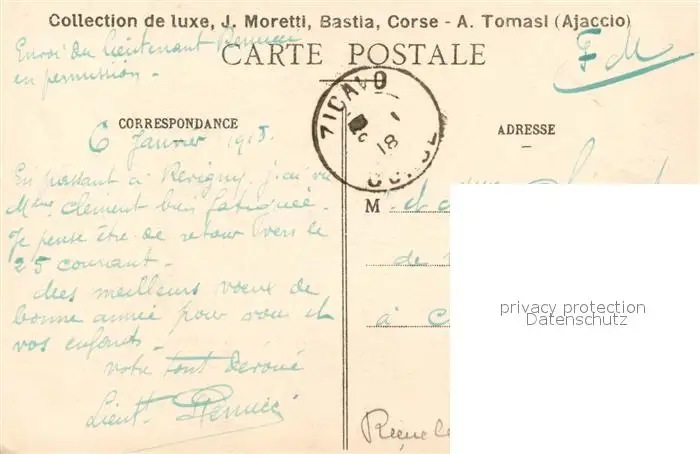 Collection de luxe, J. Moretti, Bastia, Corse - A. Tomasi (Ajaccio)
Envoi du Lieutenant
en permission -
CARTE POSTALE
F M
ZICAVO
18
CORSE
CORRESPONDANCE
ADRESSE
6 Janvier 1918.
En passant à Revigny, j'ai vu
Mme Clement bien fatiguée.
Je pense être de retour vers le
25 courant -
Mes meilleurs voeux de
bonne année pour vous et
vos enfants -
votre tout dévoué
Lieut.
M
de
à
privacy protection
Datenschutz